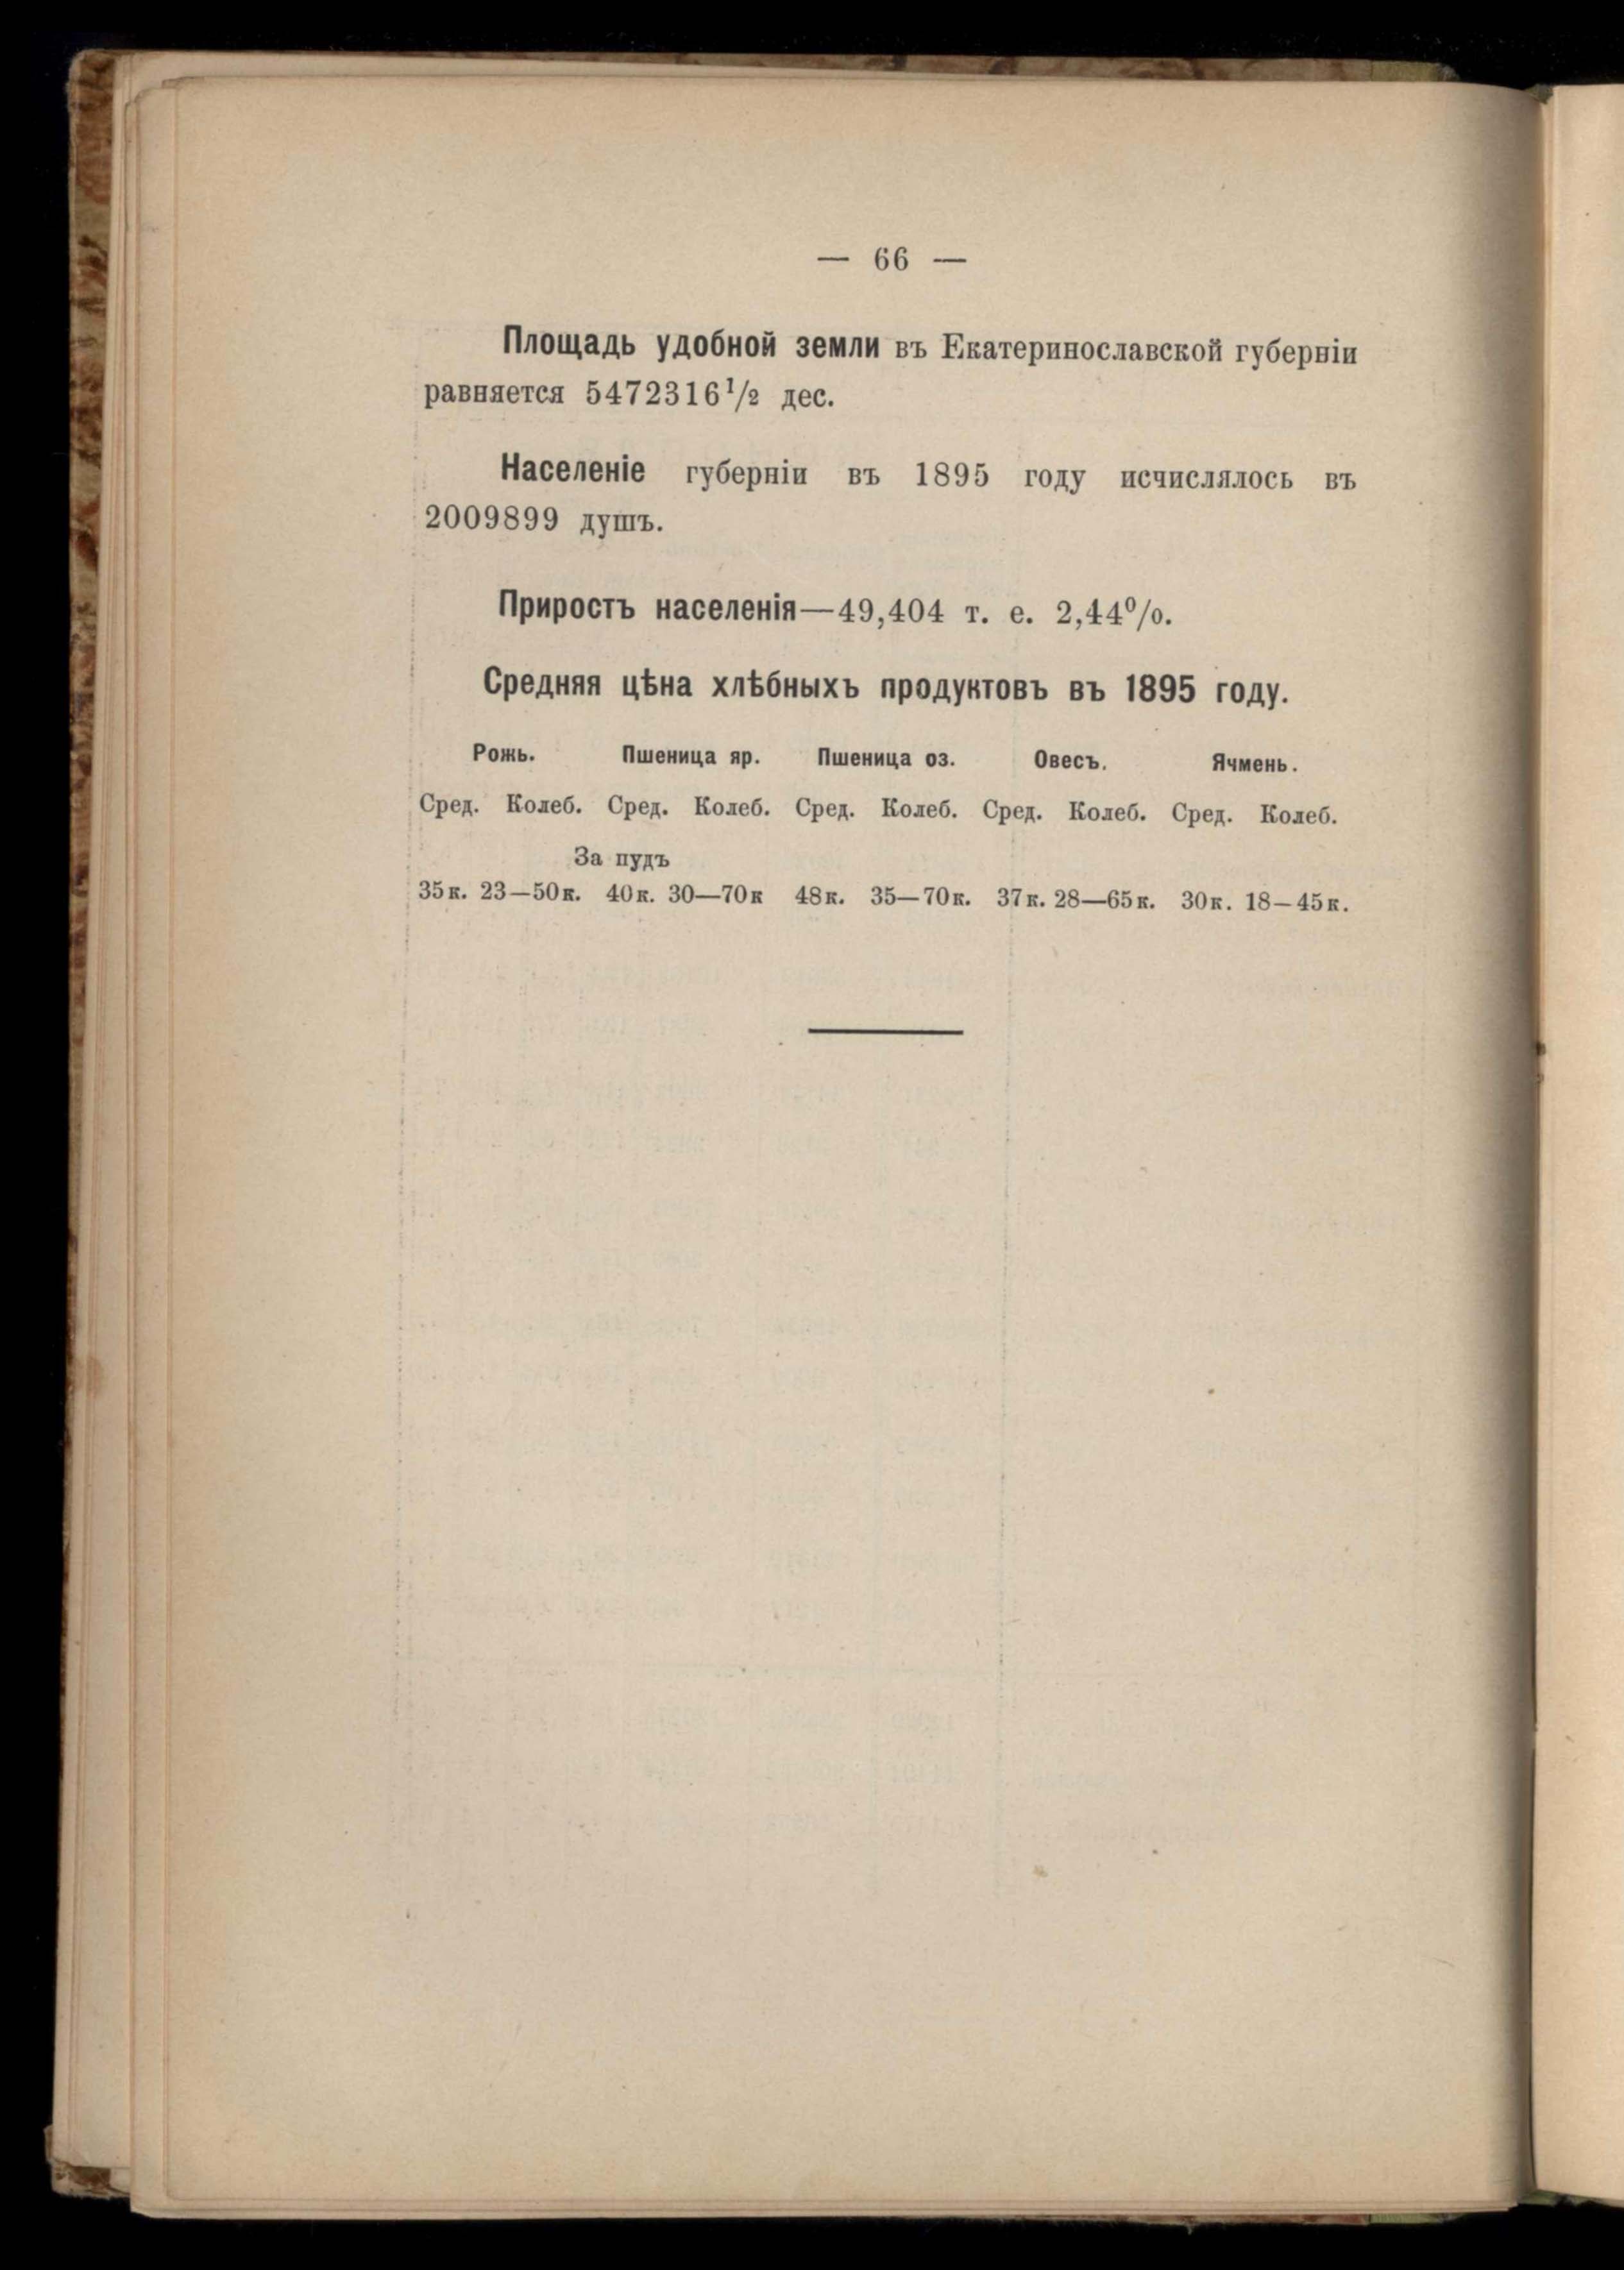 — 66 —
Площадь удобной земли въ Екатеринославской губерніи
равняется 5472316¹/₂ дес.
Населеніе губерніи въ 1895 году исчислялось въ
2009899 душъ.
Приростъ населенія—49,404 т. е. 2,44⁰/₀.
Средняя цѣна хлѣбныхъ продуктовъ въ 1895 году.
Рожь. Пшеница яр. Пшеница оз. Овесъ. Ячмень.
Сред. Колеб. Сред. Колеб. Сред. Колеб. Сред. Колеб. Сред. Колеб.
За пудъ
35к. 23—50к. 40к. 30—70к 48к. 35—70к. 37к. 28—65к. 30к. 18—45к.